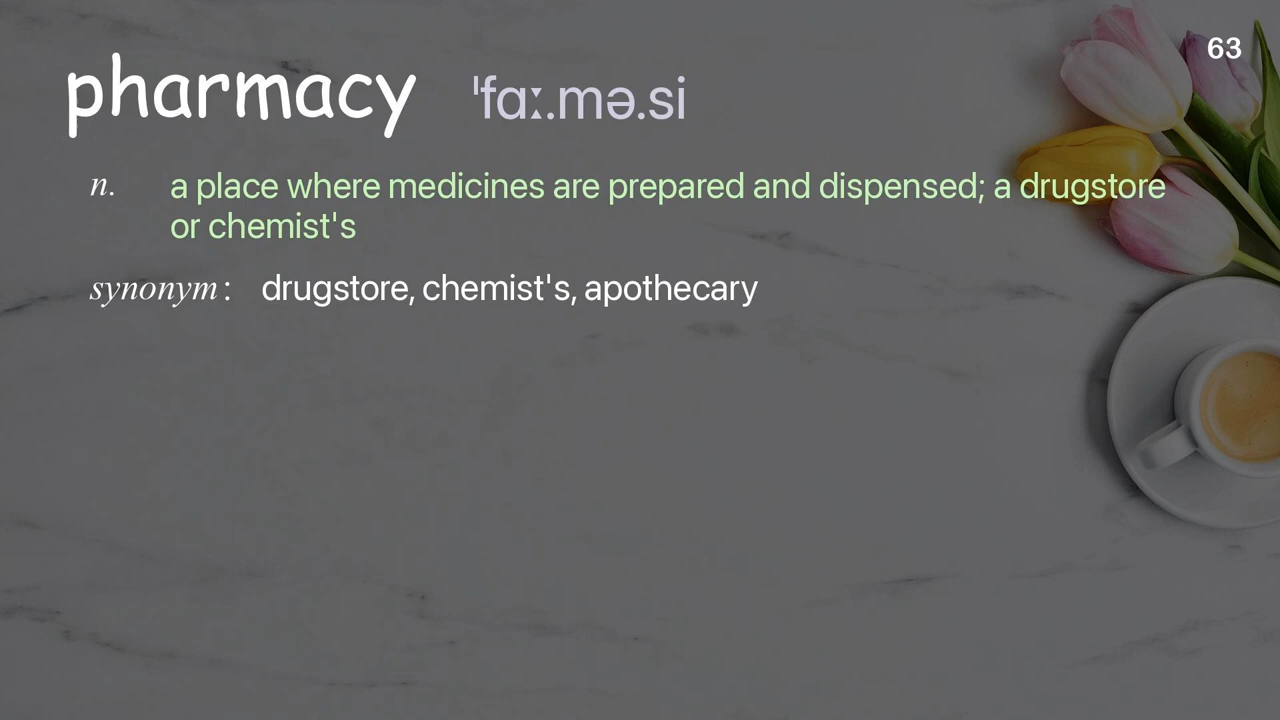 63
pharmacy ˈfɑː.mə.si
n. a place where medicines are prepared and dispensed; a drugstore
or chemist's
synonym: drugstore, chemist's, apothecary